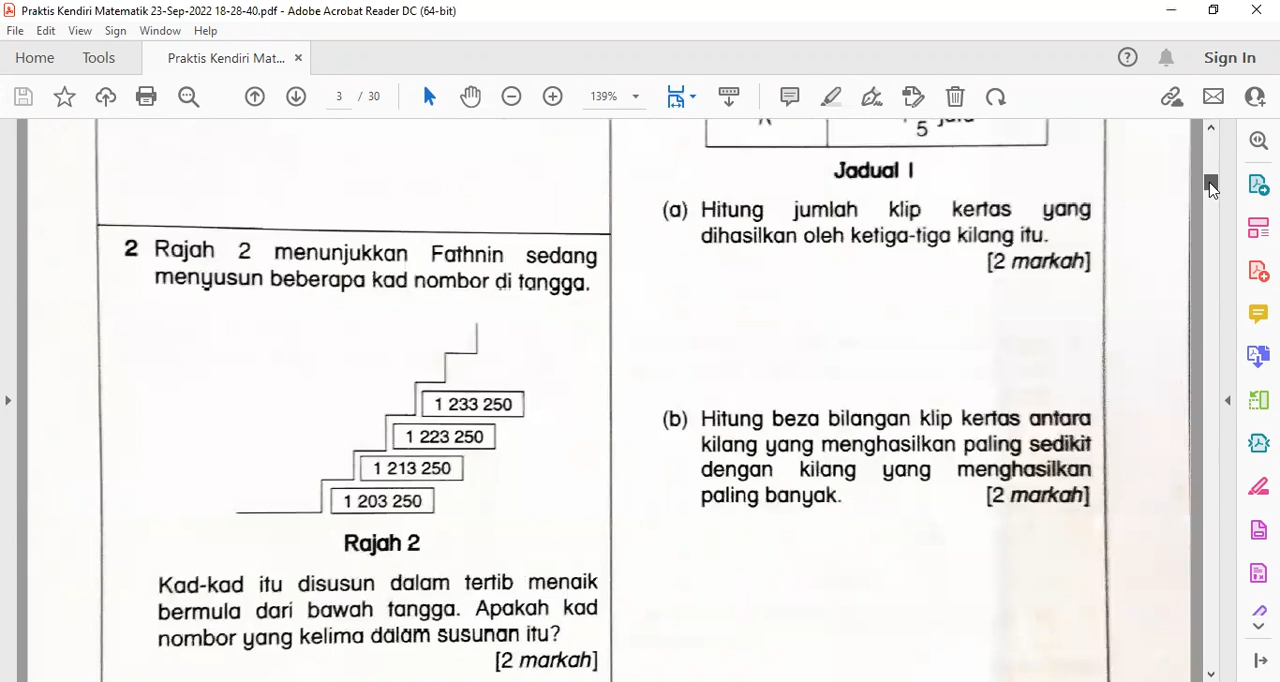 Praktis Kendiri Matematik 23-Sep-2022 18-28-40.pdf - Adobe Acrobat Reader DC (64-bit)
File Edit View Sign Window Help
Home Tools Praktis Kendiri Mat... × Sign In
3 / 30 139%
5
Jadual 1
(a) Hitung jumlah klip kertas yang
dihasilkan oleh ketiga-tiga kilang itu.
[2 markah]
(b) Hitung beza bilangan klip kertas antara
kilang yang menghasilkan paling sedikit
dengan kilang yang menghasilkan
paling banyak. [2 markah]
2 Rajah 2 menunjukkan Fathnin sedang
menyusun beberapa kad nombor di tangga.
1 233 250
1 223 250
1 213 250
1 203 250
Rajah 2
Kad-kad itu disusun dalam tertib menaik
bermula dari bawah tangga. Apakah kad
nombor yang kelima dalam susunan itu?
[2 markah]